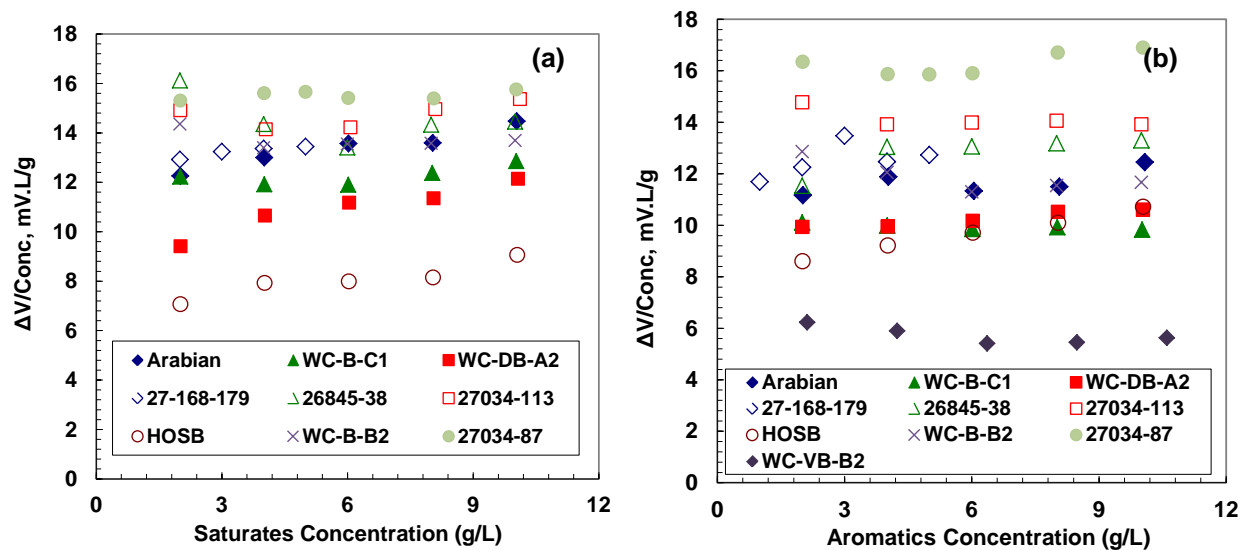 (a)
ΔV/Conc, mV.L/g
18
16
14
12
10
8
6
4
2
0
Arabian WC-B-C1 WC-DB-A2
27-168-179 26845-38 27034-113
HOSB WC-B-B2 27034-87
0 3 6 9 12
Saturates Concentration (g/L)
(b)
ΔV/Conc, mV.L/g
18
16
14
12
10
8
6
4
2
0
Arabian WC-B-C1 WC-DB-A2
27-168-179 26845-38 27034-113
HOSB WC-B-B2 27034-87
WC-VB-B2
0 3 6 9 12
Aromatics Concentration (g/L)